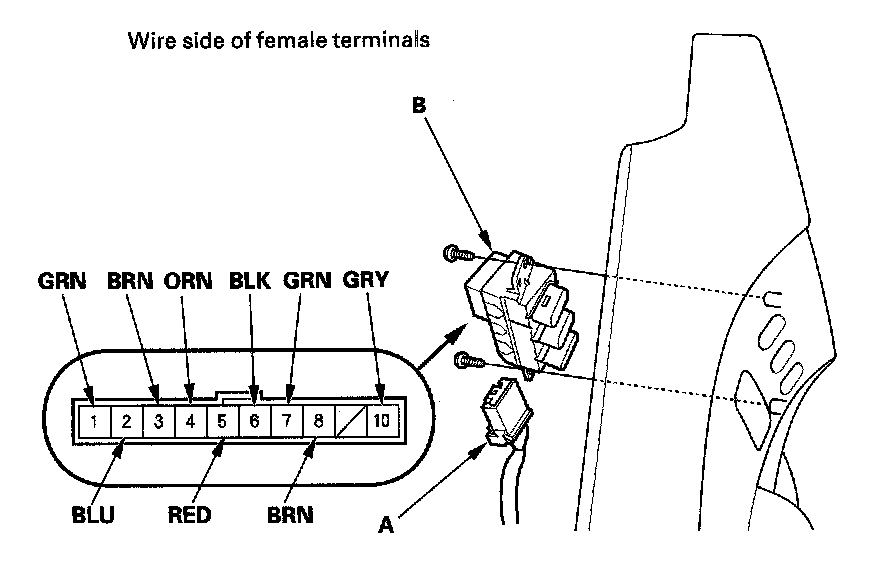 Wire side of female terminals
B
GRN BRN ORN BLK GRN GRY
1 2 3 4 5 6 7 8 10
BLU RED BRN
A